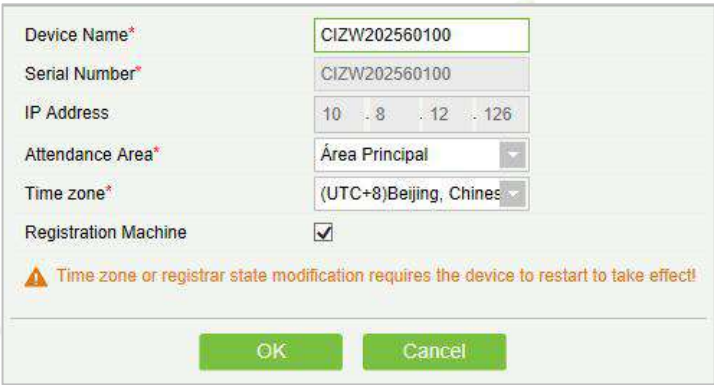 Device Name* CIZW202560100
Serial Number* CIZW202560100
IP Address 10 . 8 . 12 . 126
Attendance Area* Área Principal
Time zone* (UTC+8)Beijing, Chines
Registration Machine
Time zone or registrar state modification requires the device to restart to take effect!
OK Cancel